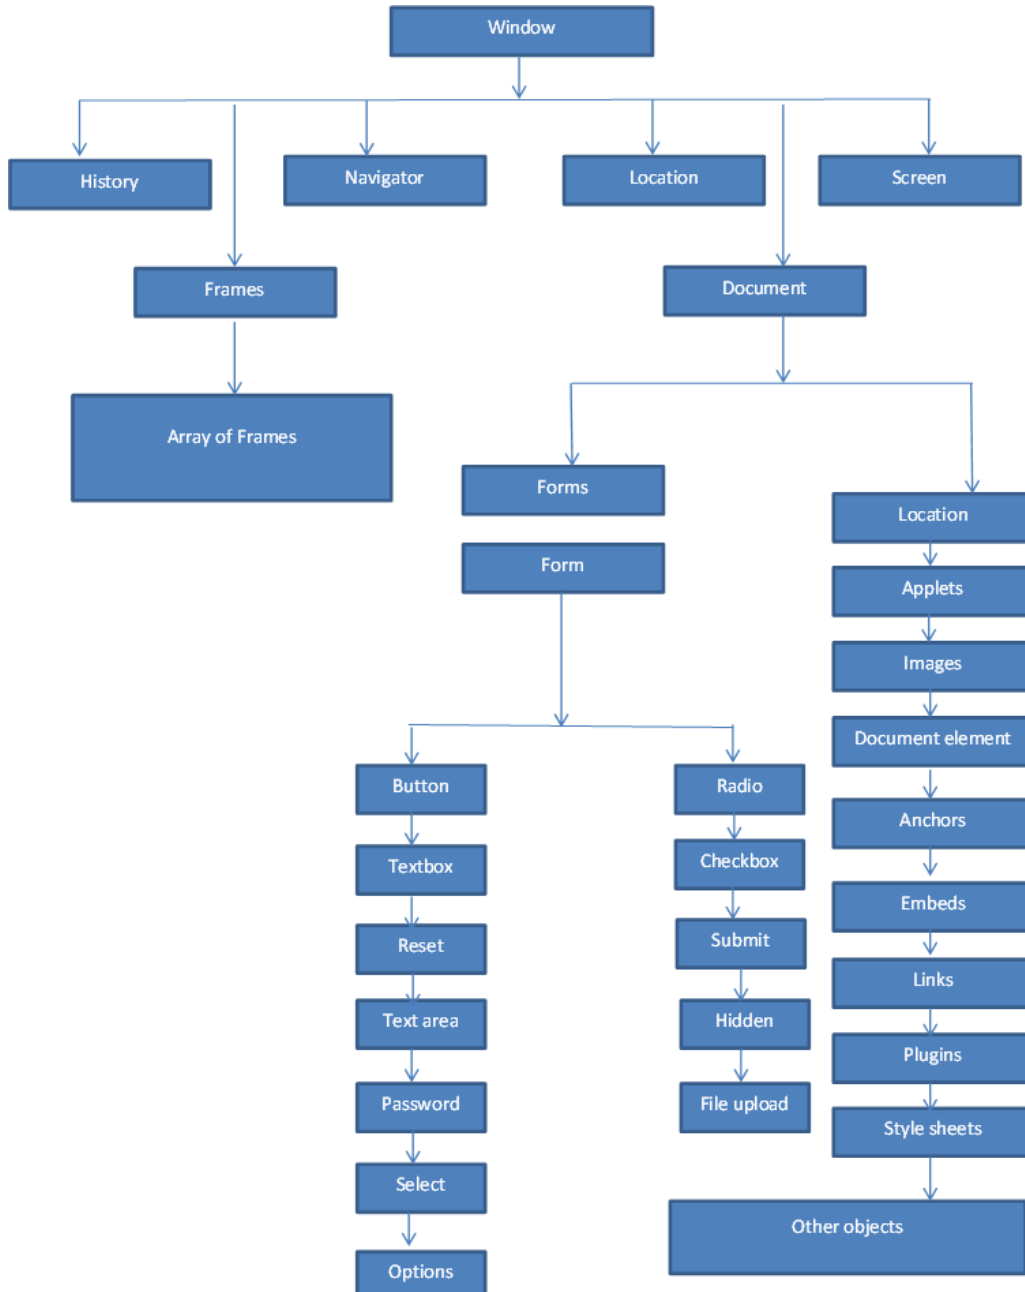 Window
History
Navigator
Location
Screen
Frames
Document
Array of Frames
Forms
Location
Form
Applets
Images
Document element
Button
Radio
Anchors
Textbox
Checkbox
Embeds
Reset
Submit
Links
Text area
Hidden
Plugins
Password
File upload
Style sheets
Select
Other objects
Options